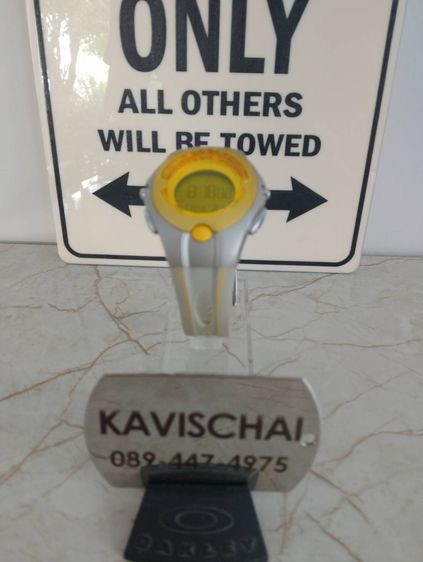 ONLY
ALL OTHERS
WILL BE TOWED
KAVISCHAI
089-447-4975
OAKLEY